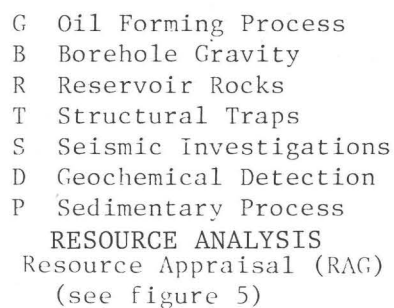 G Oil Forming Process
B Borehole Gravity
R Reservoir Rocks
T Structural Traps
S Seismic Investigations
D Geochemical Detection
P Sedimentary Process
RESOURCE ANALYSIS
Resource Appraisal (RAG)
(see figure 5)